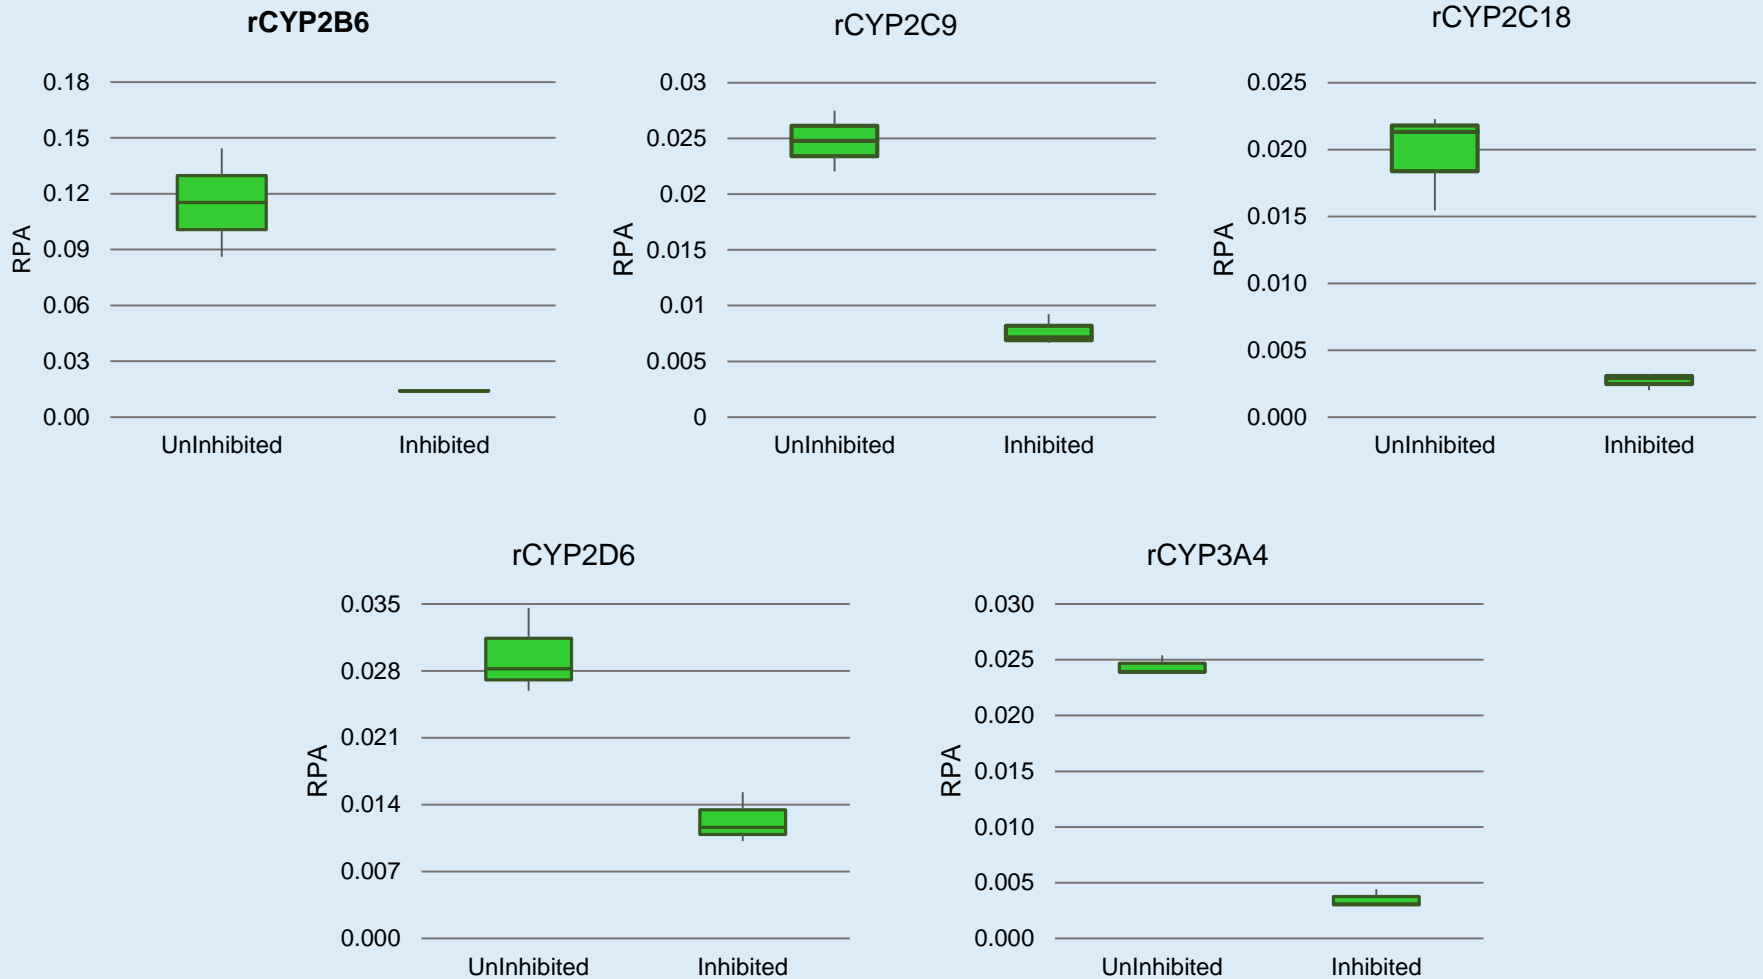 rCYP2B6
0.18
0.15
0.12
0.09
0.06
0.03
0.00
RPA
UnInhibited
Inhibited
rCYP2C9
0.03
0.025
0.02
0.015
0.01
0.005
0
RPA
UnInhibited
Inhibited
rCYP2C18
0.025
0.020
0.015
0.010
0.005
0.000
RPA
UnInhibited
Inhibited
rCYP2D6
0.035
0.028
0.021
0.014
0.007
0.000
RPA
UnInhibited
Inhibited
rCYP3A4
0.030
0.025
0.020
0.015
0.010
0.005
0.000
RPA
UnInhibited
Inhibited